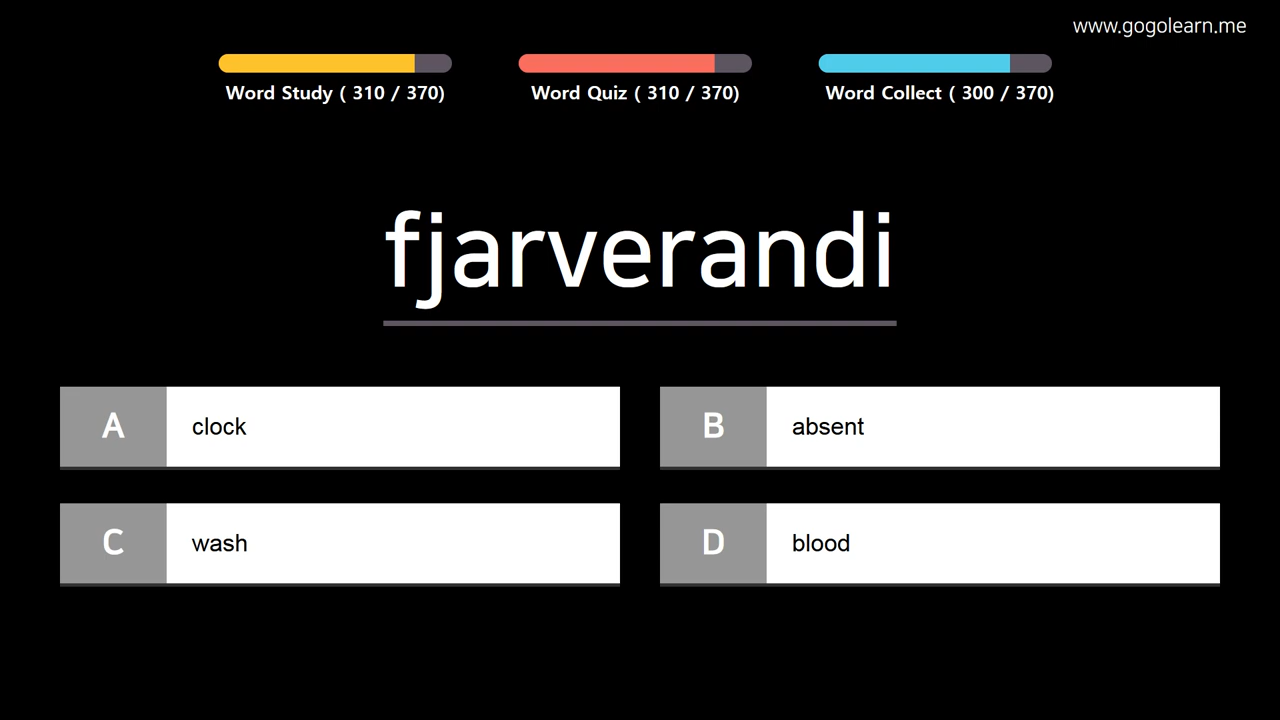 www.gogolearn.me
Word Study ( 310 / 370)
Word Quiz ( 310 / 370)
Word Collect ( 300 / 370)
fjarverandi
A clock
B absent
C wash
D blood